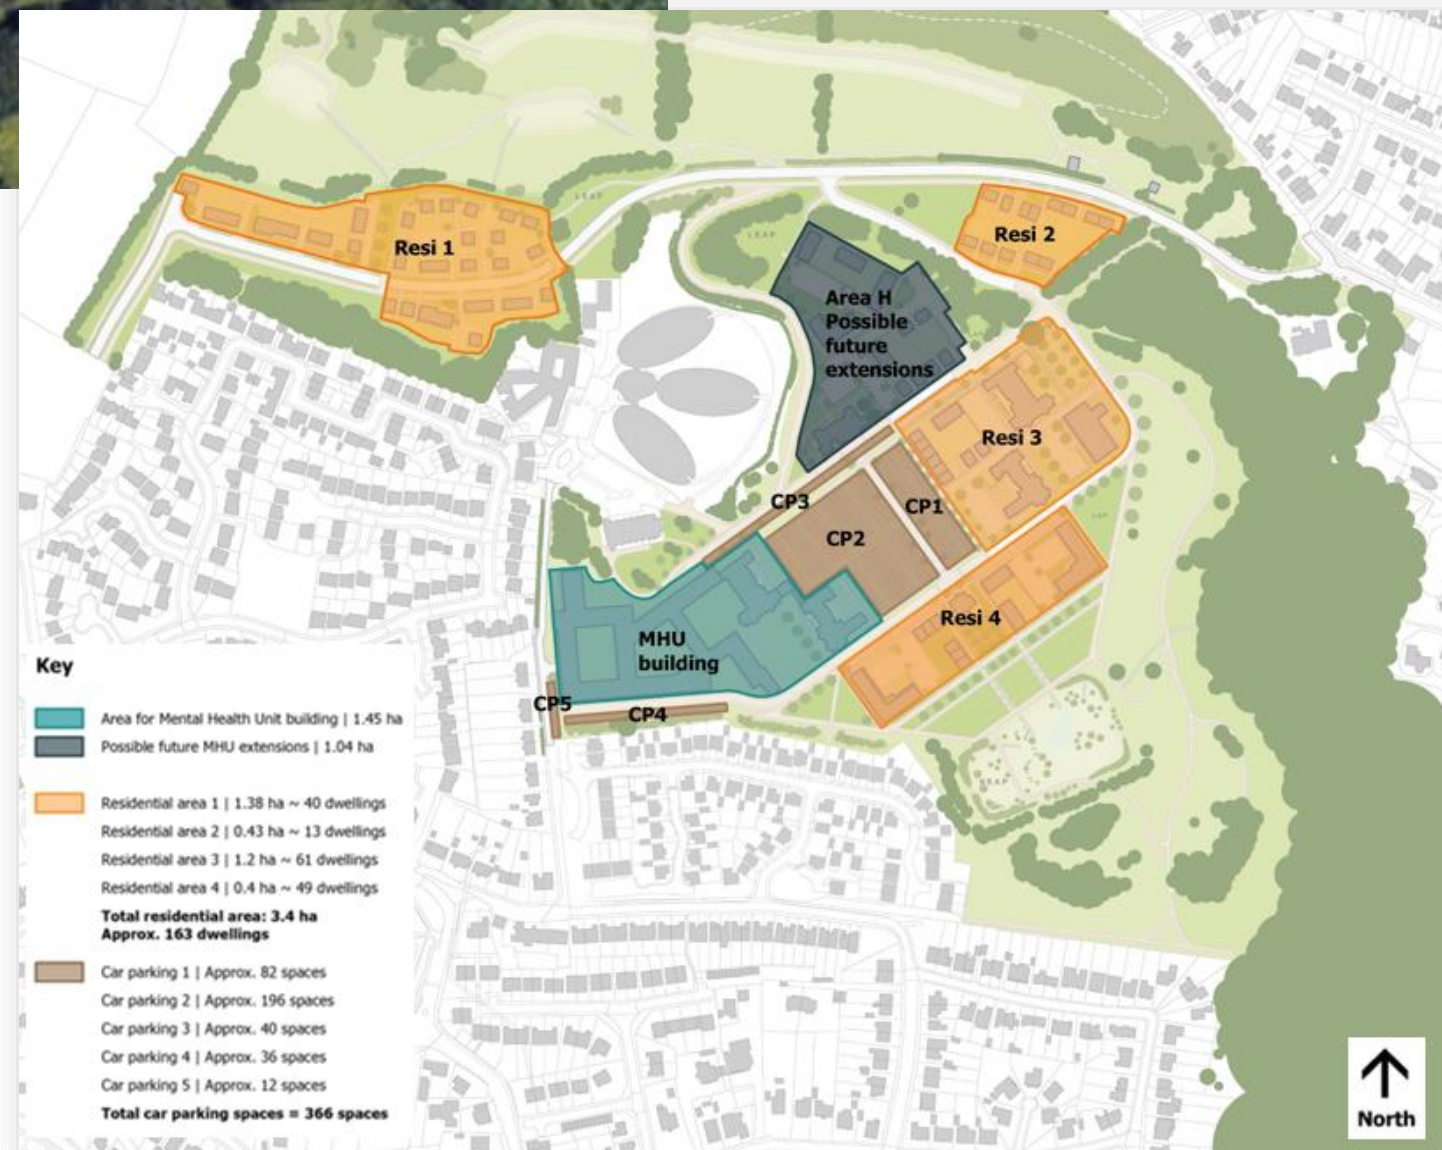 LEAP
LEAP
Resi 1
Resi 2
Area H
Possible
future
extensions
Resi 3
CP3
CP1
CP2
Resi 4
MHU
building
CP5
CP4
Key
Area for Mental Health Unit building | 1.45 ha
Possible future MHU extensions | 1.04 ha
Residential area 1 | 1.38 ha ~ 40 dwellings
Residential area 2 | 0.43 ha ~ 13 dwellings
Residential area 3 | 1.2 ha ~ 61 dwellings
Residential area 4 | 0.4 ha ~ 49 dwellings
Total residential area: 3.4 ha
Approx. 163 dwellings
Car parking 1 | Approx. 82 spaces
Car parking 2 | Approx. 196 spaces
Car parking 3 | Approx. 40 spaces
Car parking 4 | Approx. 36 spaces
Car parking 5 | Approx. 12 spaces
Total car parking spaces = 366 spaces
North